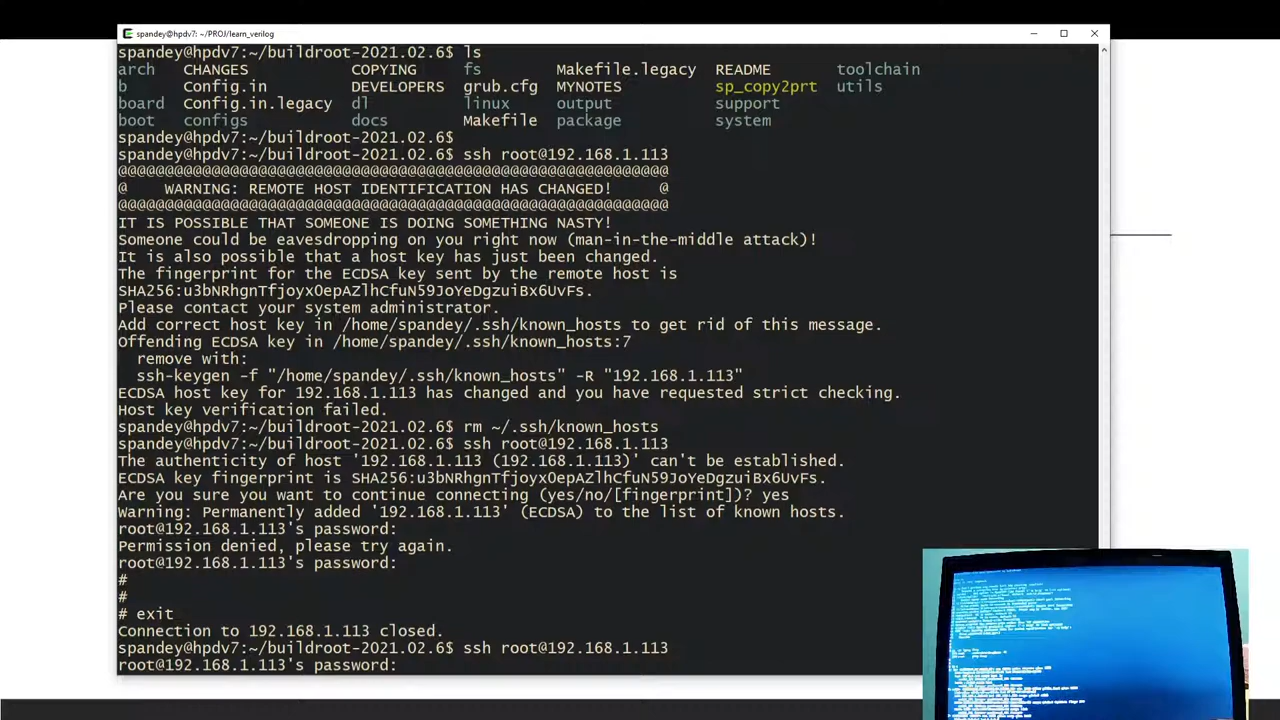 spandey@hpdv7: ~/PROJ/learn_verilog
spandey@hpdv7:~/buildroot-2021.02.6$ ls
arch CHANGES COPYING fs Makefile.legacy README toolchain
b Config.in DEVELOPERS grub.cfg MYNOTES sp_copy2prt utils
board Config.in.legacy dl linux output support
boot configs docs Makefile package system
spandey@hpdv7:~/buildroot-2021.02.6$
spandey@hpdv7:~/buildroot-2021.02.6$ ssh root@192.168.1.113
@@@@@@@@@@@@@@@@@@@@@@@@@@@@@@@@@@@@@@@@@@@@@@@@@@@@@@@@@@@
@ WARNING: REMOTE HOST IDENTIFICATION HAS CHANGED! @
@@@@@@@@@@@@@@@@@@@@@@@@@@@@@@@@@@@@@@@@@@@@@@@@@@@@@@@@@@@
IT IS POSSIBLE THAT SOMEONE IS DOING SOMETHING NASTY!
Someone could be eavesdropping on you right now (man-in-the-middle attack)!
It is also possible that a host key has just been changed.
The fingerprint for the ECDSA key sent by the remote host is
SHA256:u3bNRhgnTfjoyxOepAZlhCfuN59JoYeDgzuiBx6UvFs.
Please contact your system administrator.
Add correct host key in /home/spandey/.ssh/known_hosts to get rid of this message.
Offending ECDSA key in /home/spandey/.ssh/known_hosts:7
remove with:
ssh-keygen -f "/home/spandey/.ssh/known_hosts" -R "192.168.1.113"
ECDSA host key for 192.168.1.113 has changed and you have requested strict checking.
Host key verification failed.
spandey@hpdv7:~/buildroot-2021.02.6$ rm ~/.ssh/known_hosts
spandey@hpdv7:~/buildroot-2021.02.6$ ssh root@192.168.1.113
The authenticity of host '192.168.1.113 (192.168.1.113)' can't be established.
ECDSA key fingerprint is SHA256:u3bNRhgnTfjoyxOepAZlhCfuN59JoYeDgzuiBx6UvFs.
Are you sure you want to continue connecting (yes/no/[fingerprint])? yes
Warning: Permanently added '192.168.1.113' (ECDSA) to the list of known hosts.
root@192.168.1.113's password:
Permission denied, please try again.
root@192.168.1.113's password:
#
#
# exit
Connection to 192.168.1.113 closed.
spandey@hpdv7:~/buildroot-2021.02.6$ ssh root@192.168.1.113
root@192.168.1.113's password: